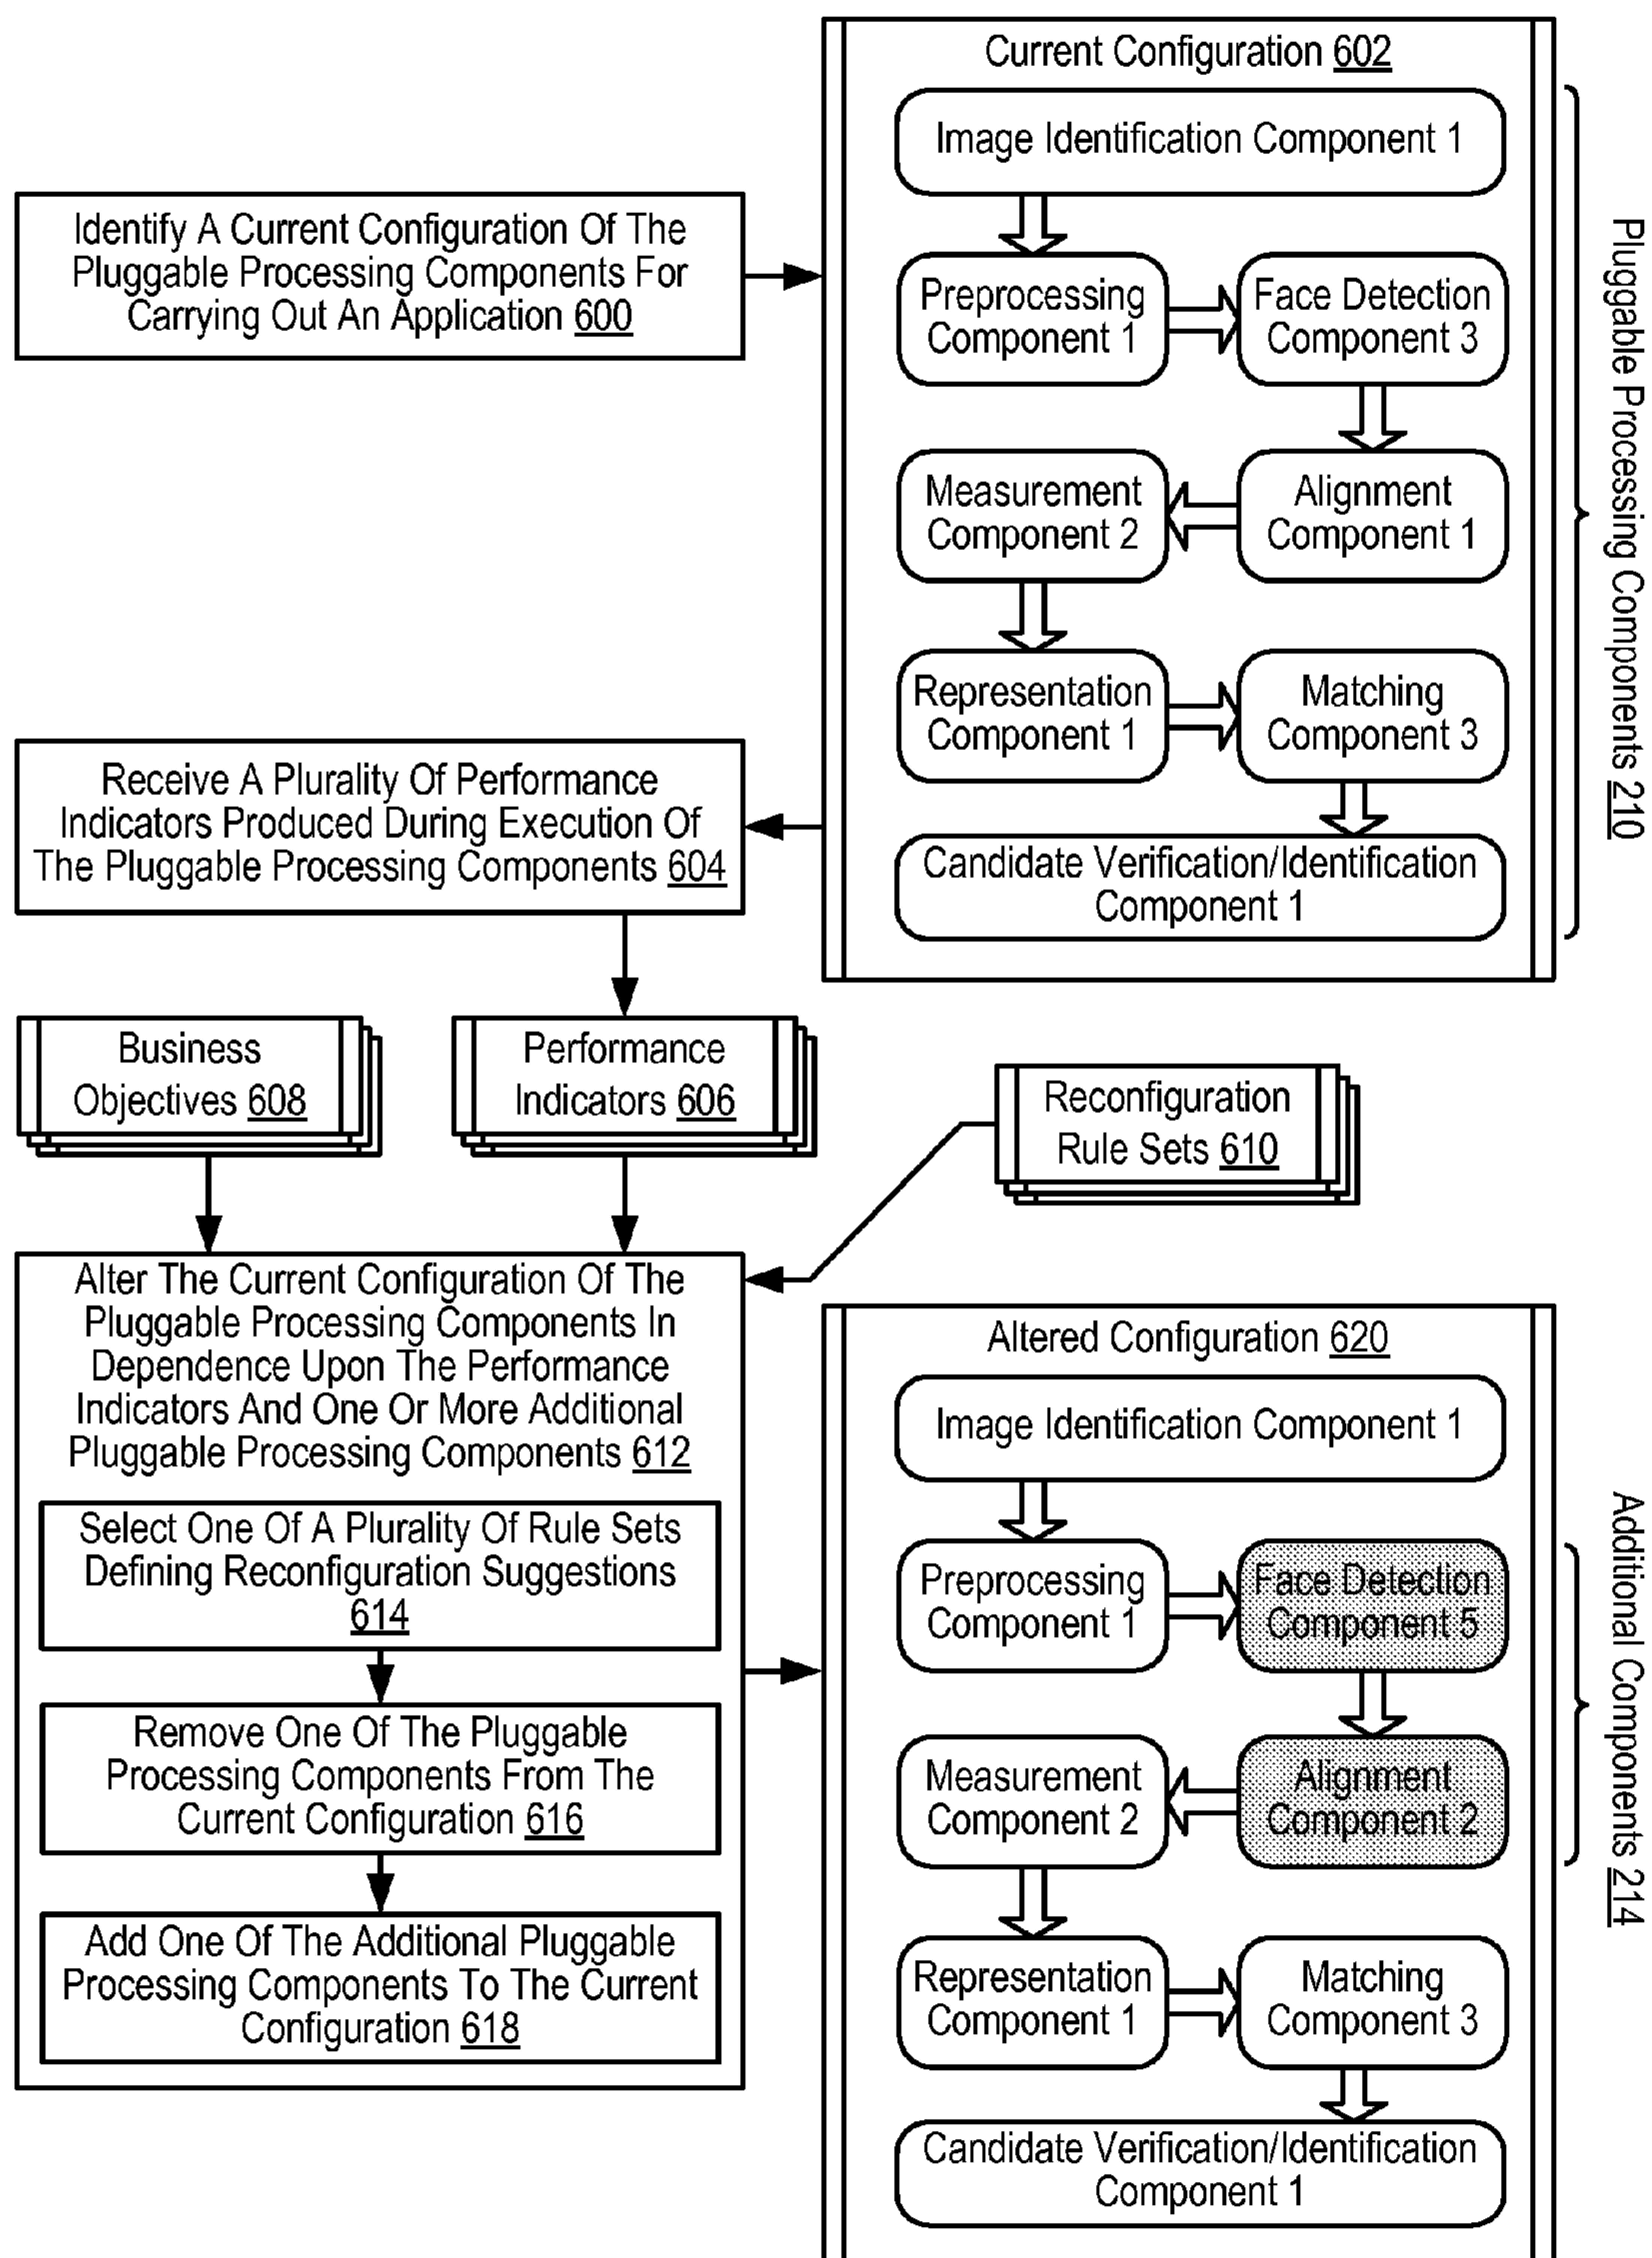 Current Configuration 602
Image Identification Component 1
Identify A Current Configuration Of The
Pluggable Processing Components For
Carrying Out An Application 600
Preprocessing
Component 1
Face Detection
Component 3
Measurement
Component 2
Alignment
Component 1
Representation
Component 1
Matching
Component 3
Candidate Verification/Identification
Component 1
Pluggable Processing Components 210
Receive A Plurality Of Performance
Indicators Produced During Execution Of
The Pluggable Processing Components 604
Business
Objectives 608
Performance
Indicators 606
Reconfiguration
Rule Sets 610
Alter The Current Configuration Of The
Pluggable Processing Components In
Dependence Upon The Performance
Indicators And One Or More Additional
Pluggable Processing Components 612
Select One Of A Plurality Of Rule Sets
Defining Reconfiguration Suggestions
614
Remove One Of The Pluggable
Processing Components From The
Current Configuration 616
Add One Of The Additional Pluggable
Processing Components To The Current
Configuration 618
Altered Configuration 620
Image Identification Component 1
Preprocessing
Component 1
Face Detection
Component 5
Measurement
Component 2
Alignment
Component 2
Representation
Component 1
Matching
Component 3
Candidate Verification/Identification
Component 1
Additional Components 214